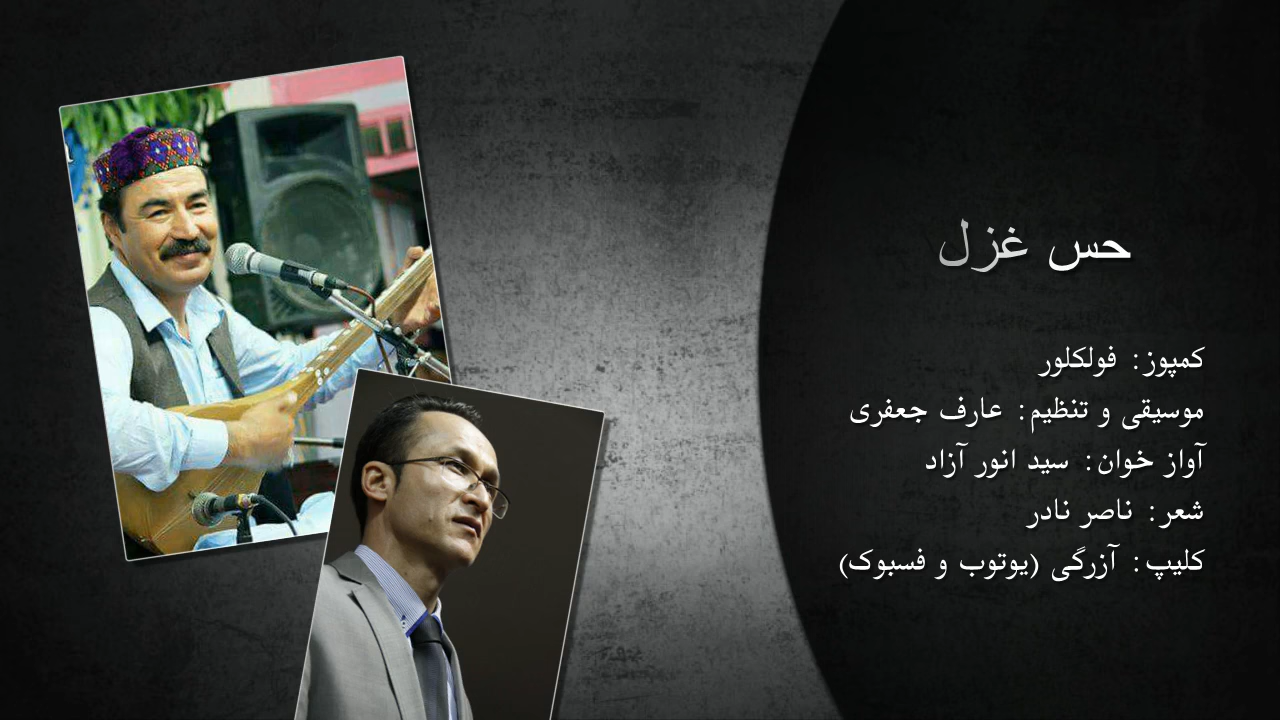 حس غزل
کمپوز: فولکلور
موسیقی و تنظیم: عارف جعفری
آواز خوان: سید انور آزاد
شعر: ناصر نادر
کلیپ: آزرگی (یوتوب و فسبوک)